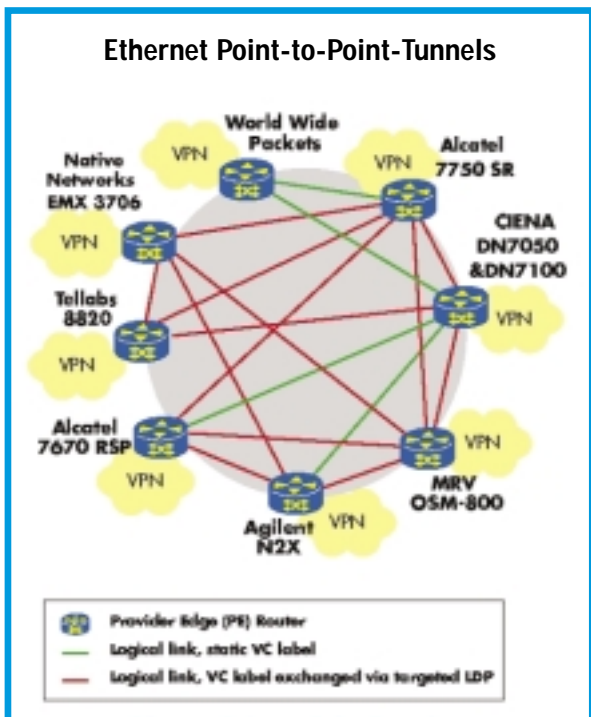 Ethernet Point-to-Point-Tunnels
World Wide
Packets
VPN
Alcatel
7750 SR
VPN
Native
Networks
EMX 3706
VPN
CIENA
DN7050
&DN7100
VPN
Tellabs
8820
VPN
Alcatel
7670 RSP
VPN
Agilent
N2X
VPN
MRV
OSM-800
VPN
Provider Edge (PE) Router
Logical link, static VC label
Logical link, VC label exchanged via targeted LDP